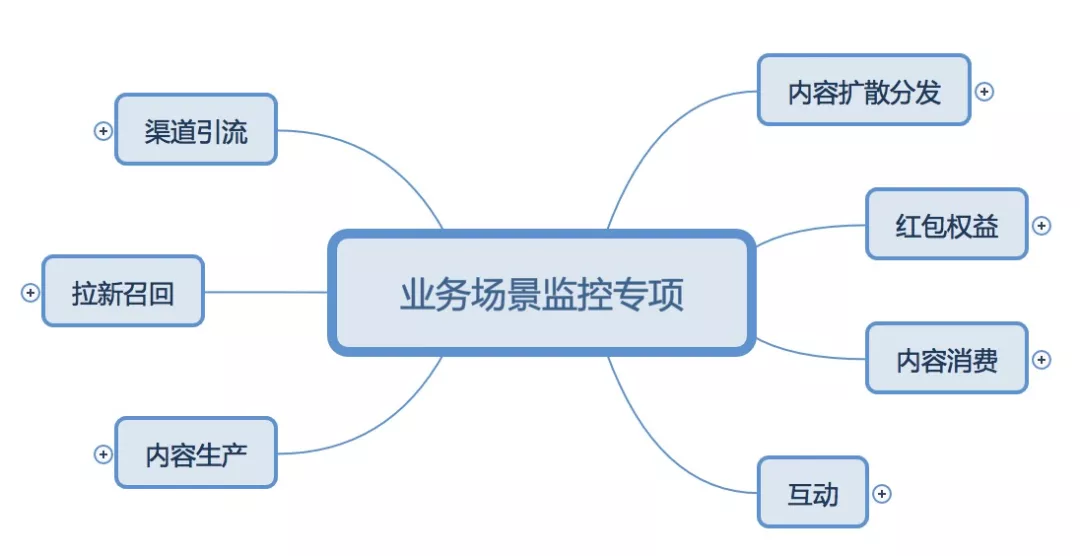 内容扩散分发
渠道引流
红包权益
拉新召回
业务场景监控专项
内容消费
内容生产
互动